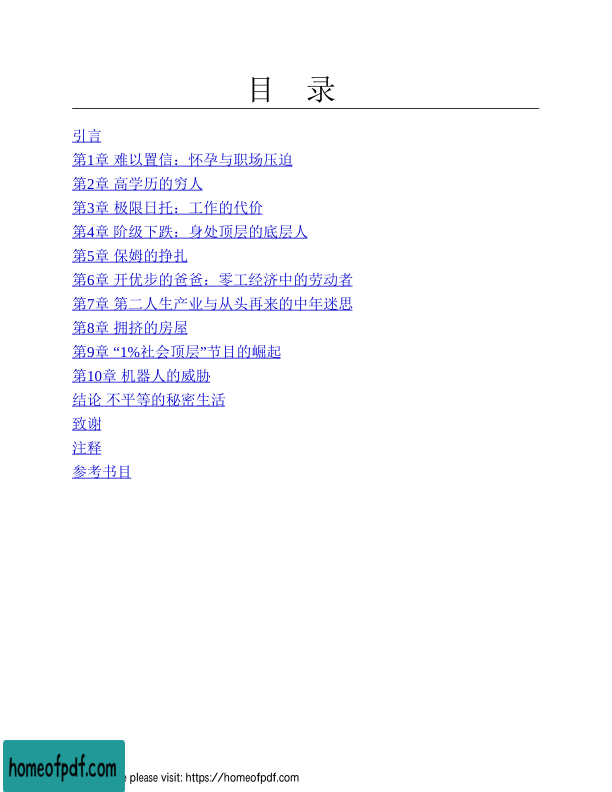 目 录
引言
第1章 难以置信：怀孕与职场压迫
第2章 高学历的穷人
第3章 极限日托：工作的代价
第4章 阶级下跌：身处顶层的底层人
第5章 保姆的挣扎
第6章 开优步的爸爸：零工经济中的劳动者
第7章 第二人生产业与从头再来的中年迷思
第8章 拥挤的房屋
第9章 “1%社会顶层”节目的崛起
第10章 机器人的威胁
结论 不平等的秘密生活
致谢
注释
参考书目
homeofpdf.com
please visit: https://homeofpdf.com